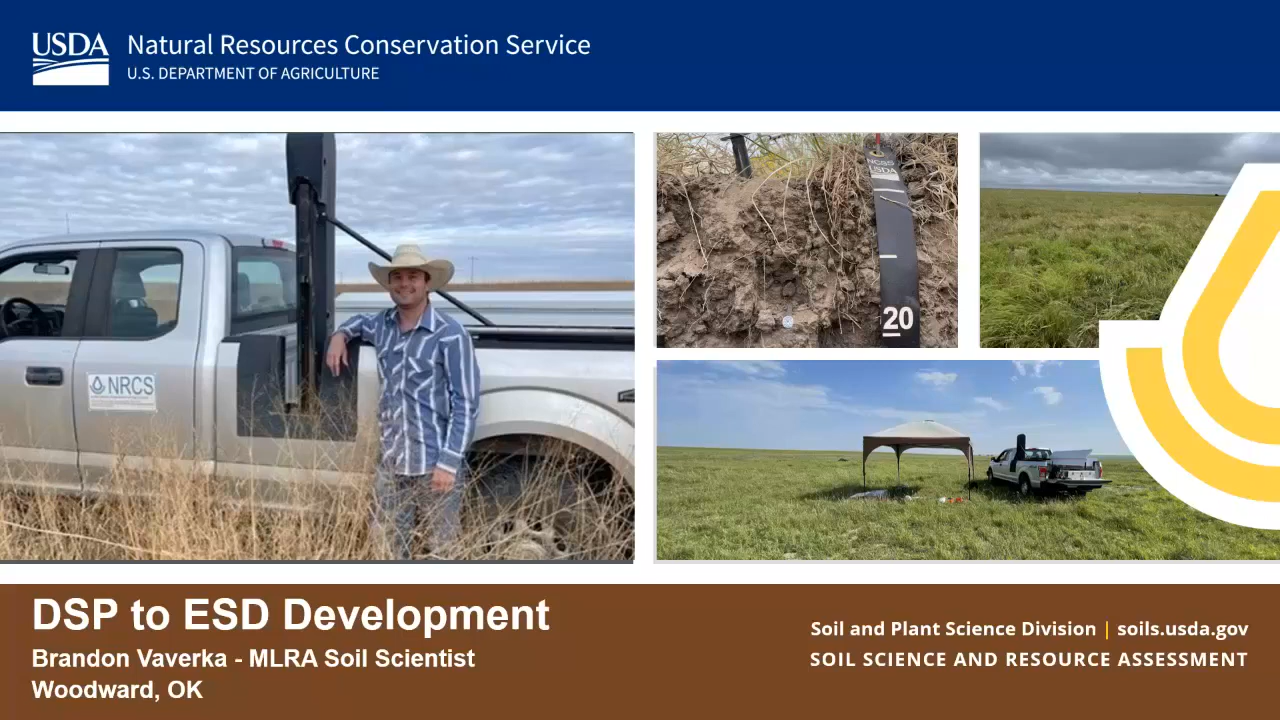 USDA
Natural Resources Conservation Service
U.S. DEPARTMENT OF AGRICULTURE
NRCS
NCSS
USDA
20
DSP to ESD Development
Brandon Vaverka - MLRA Soil Scientist
Woodward, OK
Soil and Plant Science Division | soils.usda.gov
SOIL SCIENCE AND RESOURCE ASSESSMENT